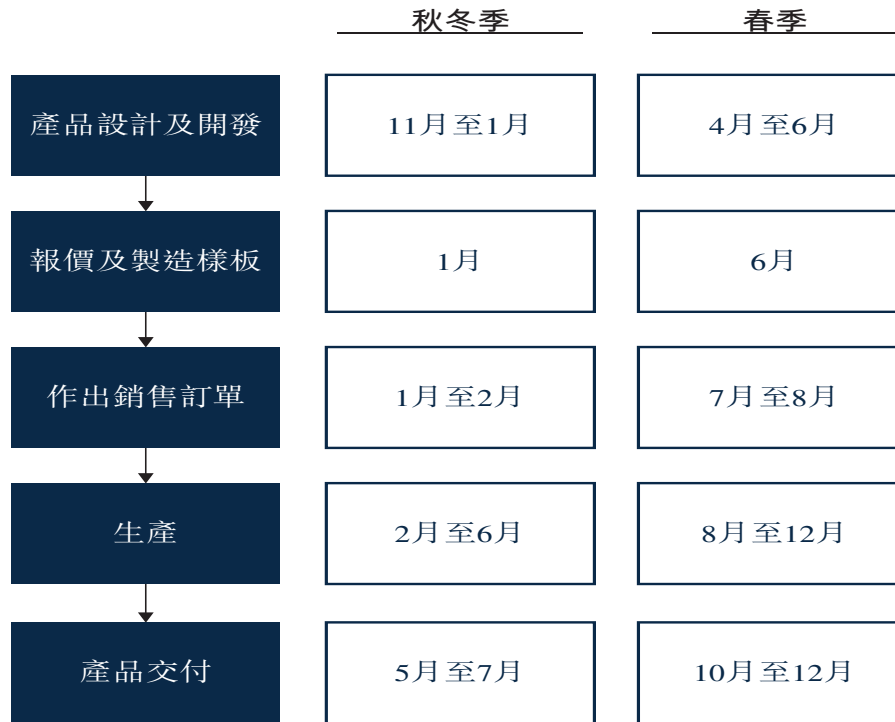 秋冬季 春季
產品設計及開發 11月至1月 4月至6月
報價及製造樣板 1月 6月
作出銷售訂單 1月至2月 7月至8月
生產 2月至6月 8月至12月
產品交付 5月至7月 10月至12月